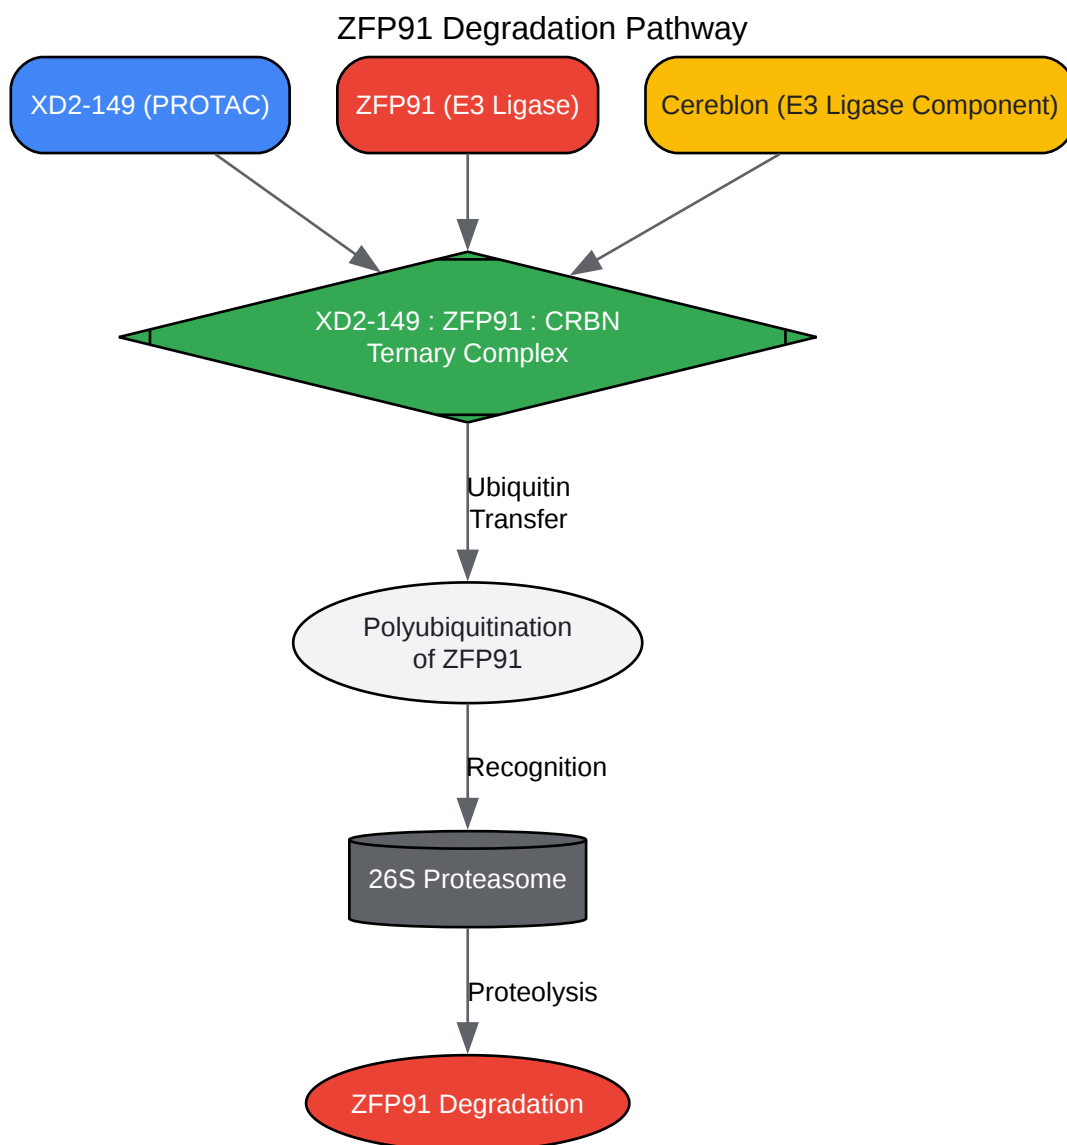 ZFP91 Degradation Pathway
XD2-149 (PROTAC)
ZFP91 (E3 Ligase)
Cereblon (E3 Ligase Component)
XD2-149 : ZFP91 : CRBN
Ternary Complex
Ubiquitin
Transfer
Polyubiquitination
of ZFP91
Recognition
26S Proteasome
Proteolysis
ZFP91 Degradation